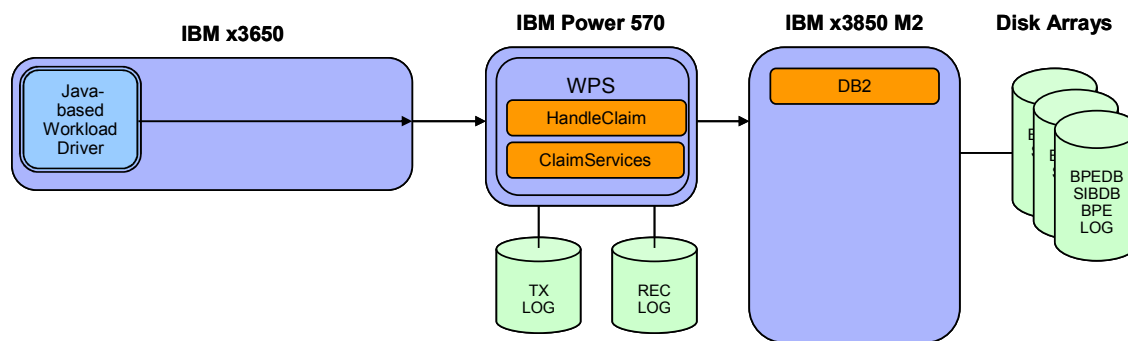 IBM x3650
IBM Power 570
IBM x3850 M2
Disk Arrays
Java-
based
Workload
Driver
WPS
HandleClaim
ClaimServices
TX
LOG
REC
LOG
DB2
BPEDB
SIBDB
BPE
LOG